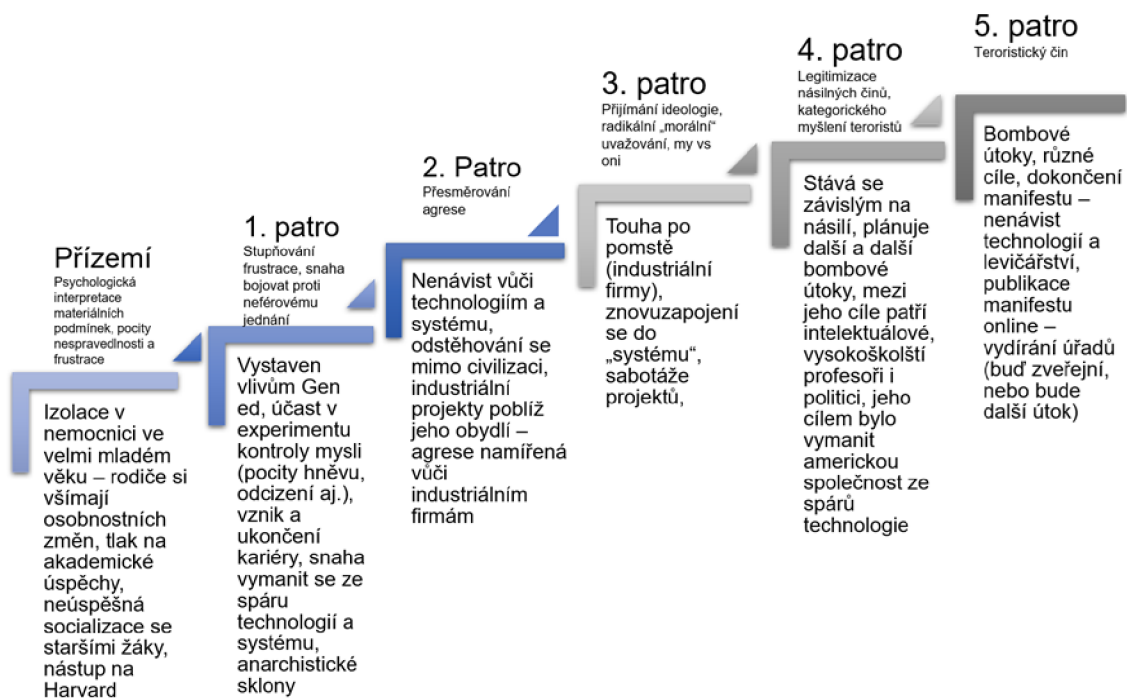 Přízemí
Psychologická
interpretace
materiálních
podmínek, pocity
nespravedlnosti a
frustrace
Izolace v
nemocnici ve
velmi mladém
věku – rodiče si
všímají
osobnostních
změn, tlak na
akademické
úspěchy,
neúspěšná
socializace se
staršími žáky,
nástup na
Harvard
1. patro
Stupňování
frustrace, snaha
bojovat proti
neférovému
jednání
Vystaven
vlivům Gen
ed, účast v
experimentu
kontroly mysli
(pocity hněvu,
odcizení aj.),
vznik a
ukončení
kariéry, snaha
vymanit se ze
spáru
technologií a
systému,
anarchistické
sklony
2. Patro
Přesměrování
agrese
Nenávist vůči
technologiím a
systému,
odstěhování se
mimo civilizaci,
industriální
projekty poblíž
jeho obydlí –
agrese namířená
vůči
industriálním
firmám
3. patro
Přijímání ideologie,
radikální „morální“
uvažování, my vs
oni
Touha po
pomstě
(industriální
firmy),
znovuzapojení
se do
„systému“,
sabotáže
projektů,
4. patro
Legitimizace
násilných činů,
kategorického
myšlení teroristů
Stává se
závislým na
násilí, plánuje
další a další
bombové
útoky, mezi
jeho cíle patří
intelektuálové,
vysokoškolští
profesoři i
politici, jeho
cílem bylo
vymanit
americkou
společnost ze
spárů
technologie
5. patro
Teroristický čin
Bombové
útoky, různé
cíle, dokončení
manifestu –
nenávist
technologií a
levičářství,
publikace
manifestu
online –
vydírání úřadů
(buď zveřejní,
nebo bude
další útok)